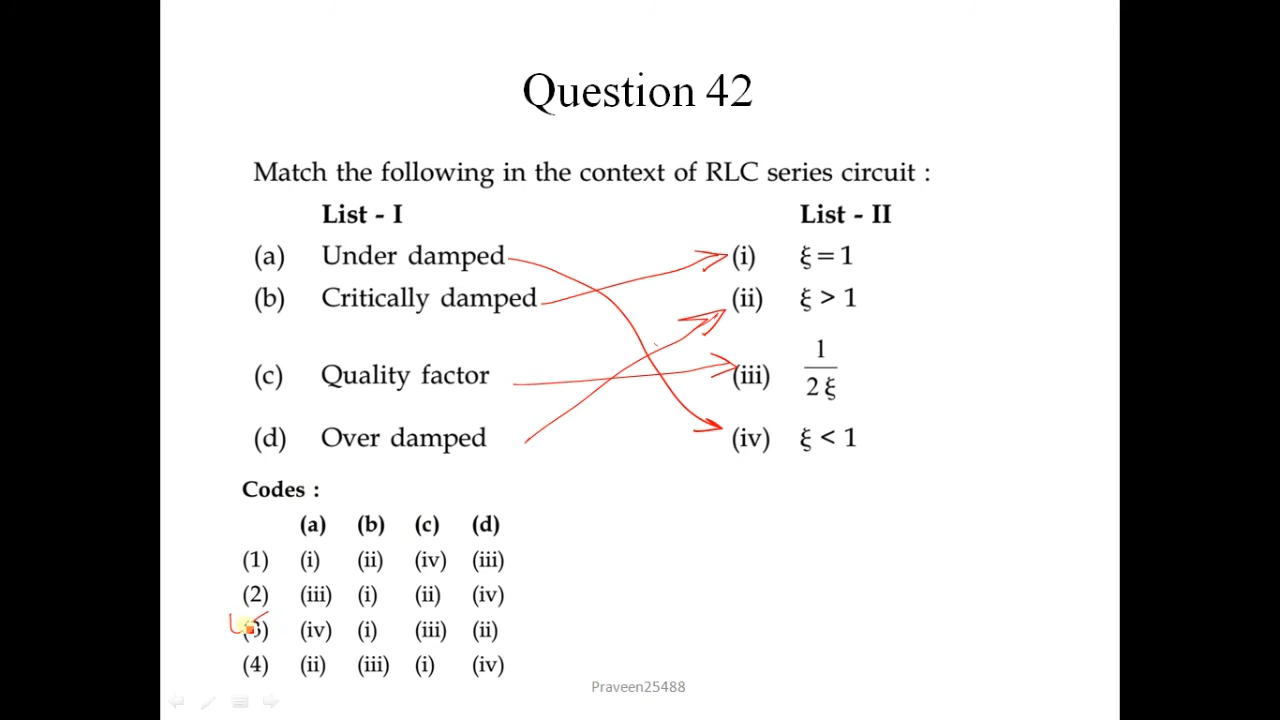 Question 42
Match the following in the context of RLC series circuit :
List - I List - II
(a) Under damped (i) ξ = 1
(b) Critically damped (ii) ξ > 1
(c) Quality factor (iii) 1 / 2 ξ
(d) Over damped (iv) ξ < 1
Codes :
(a) (b) (c) (d)
(1) (i) (ii) (iv) (iii)
(2) (iii) (i) (ii) (iv)
(3) (iv) (i) (iii) (ii)
(4) (ii) (iii) (i) (iv)
Praveen25488